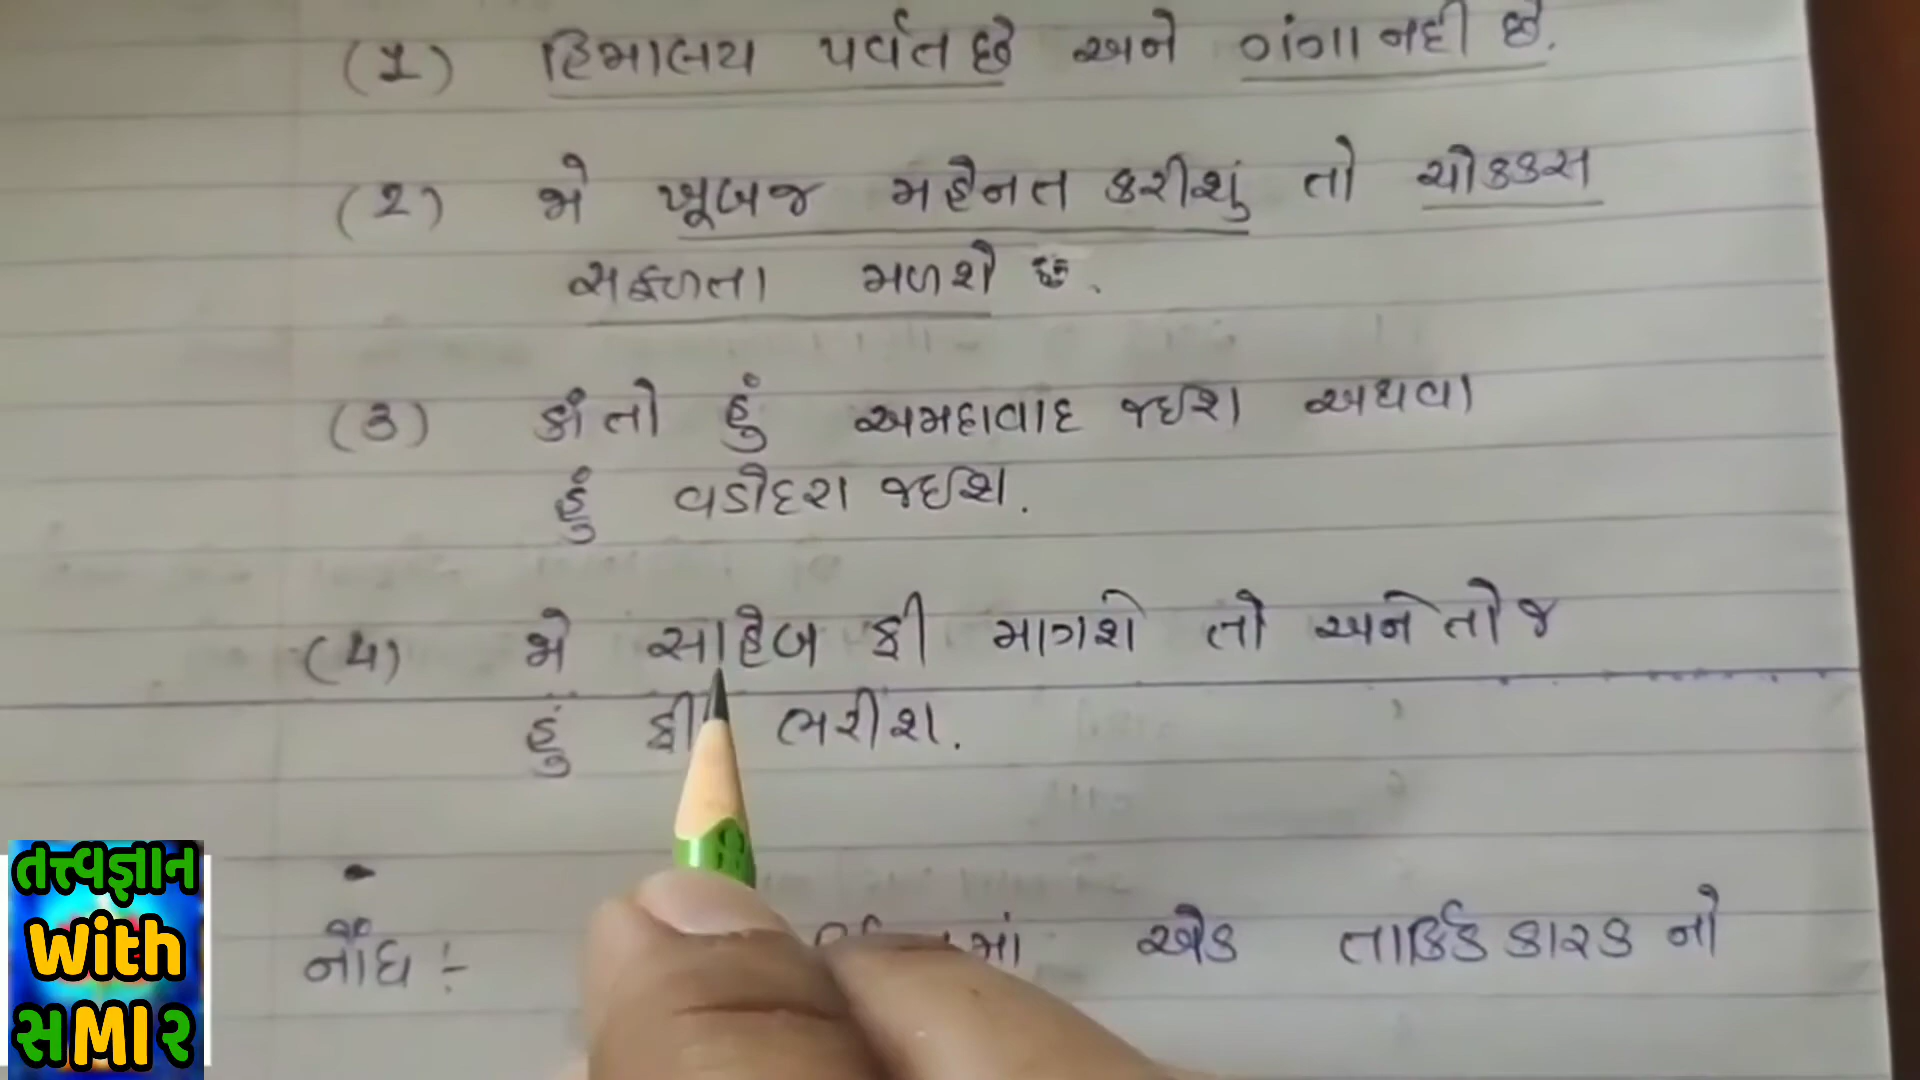 (1) હિમાલય પર્વત છે અને ગંગા નદી છે.
(2) જો ખૂબજ મહેનત કરીશું તો ચોક્કસ
સફળતા મળશે
(3) કાં તો હું અમદાવાદ જઈશ અથવા
હું વડોદરા જઈશ.
(4) જો સાહેબ ફી માગશે તો અને તો જ
હું ફી ભરીશ.
નોંધ :- માં એક તાર્કિક કારક નો
તત્ત્વજ્ઞાન
With
સMIર